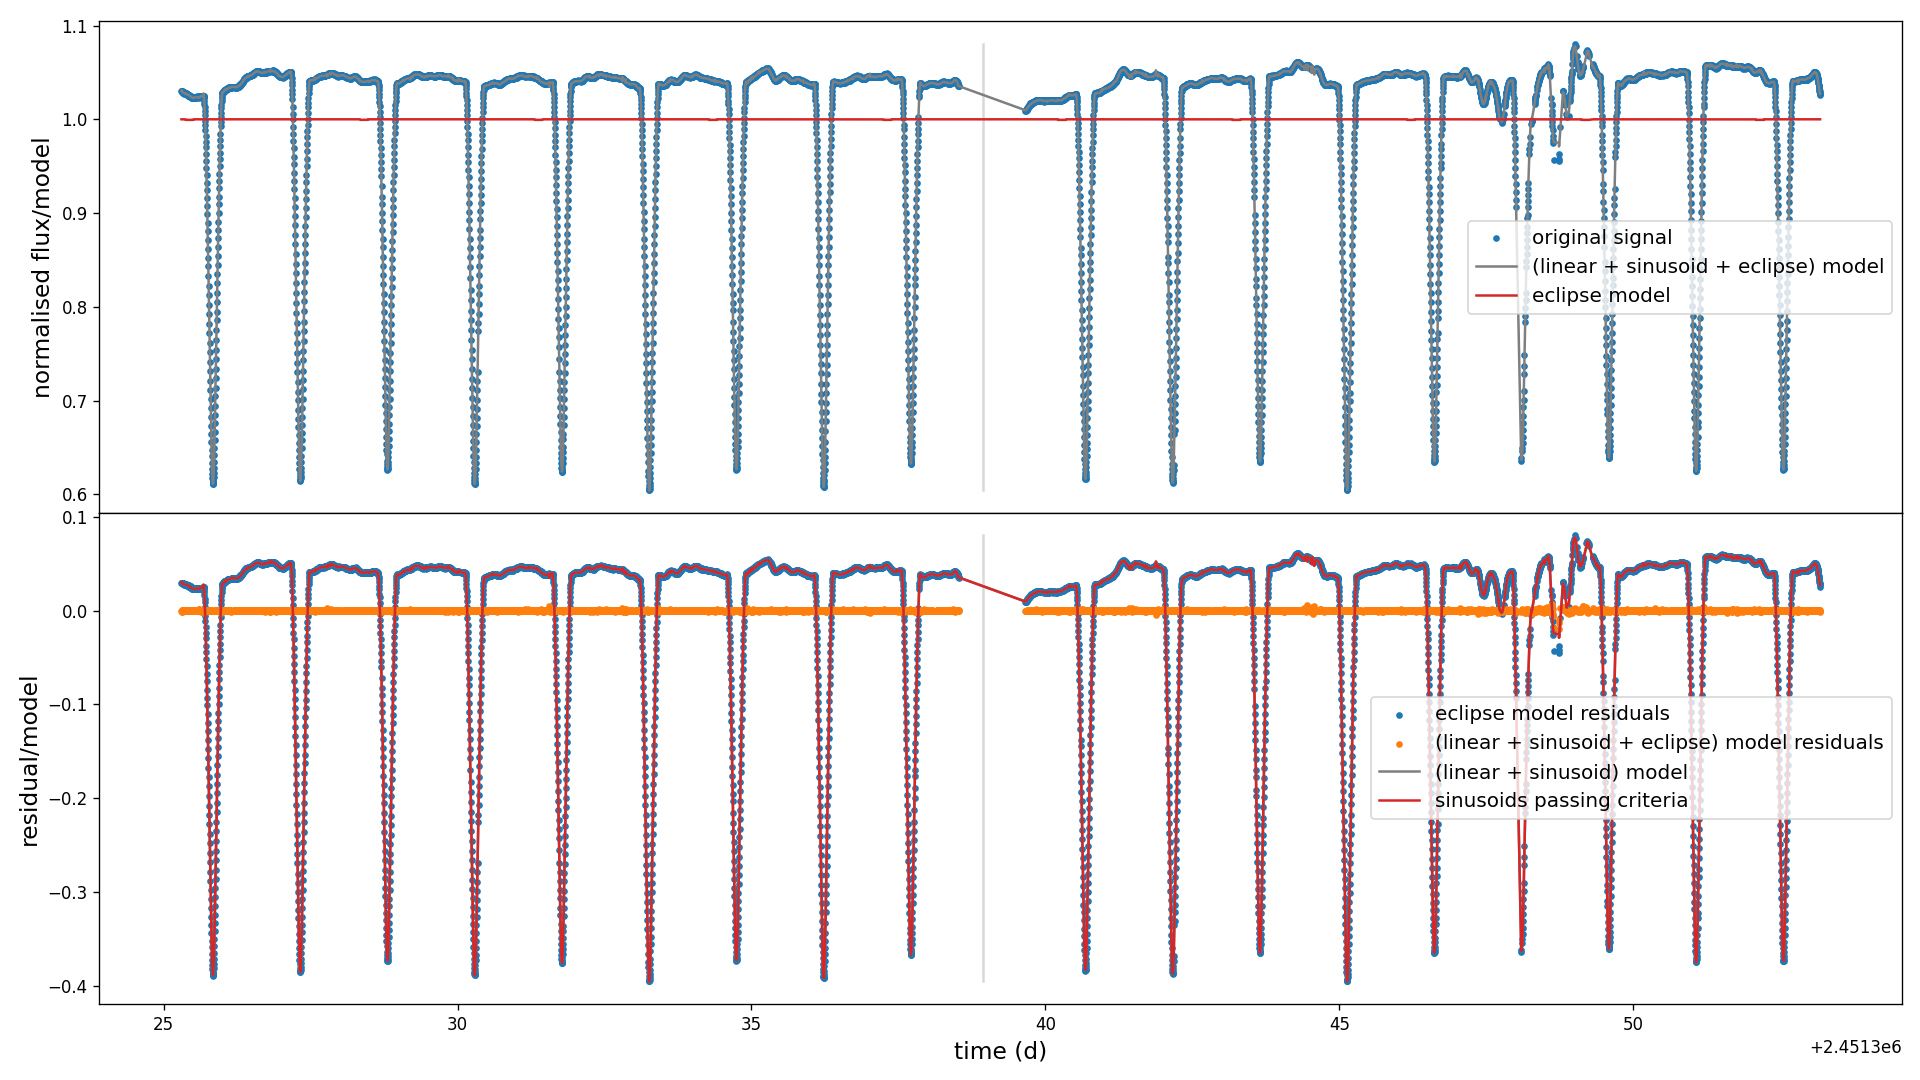 1.1
1.0
0.9
0.8
0.7
0.6
normalised flux/model
original signal
(linear + sinusoid + eclipse) model
eclipse model
0.1
0.0
−0.1
−0.2
−0.3
−0.4
residual/model
eclipse model residuals
(linear + sinusoid + eclipse) model residuals
(linear + sinusoid) model
sinusoids passing criteria
25 30 35 40 45 50
time (d)
+2.4513e6